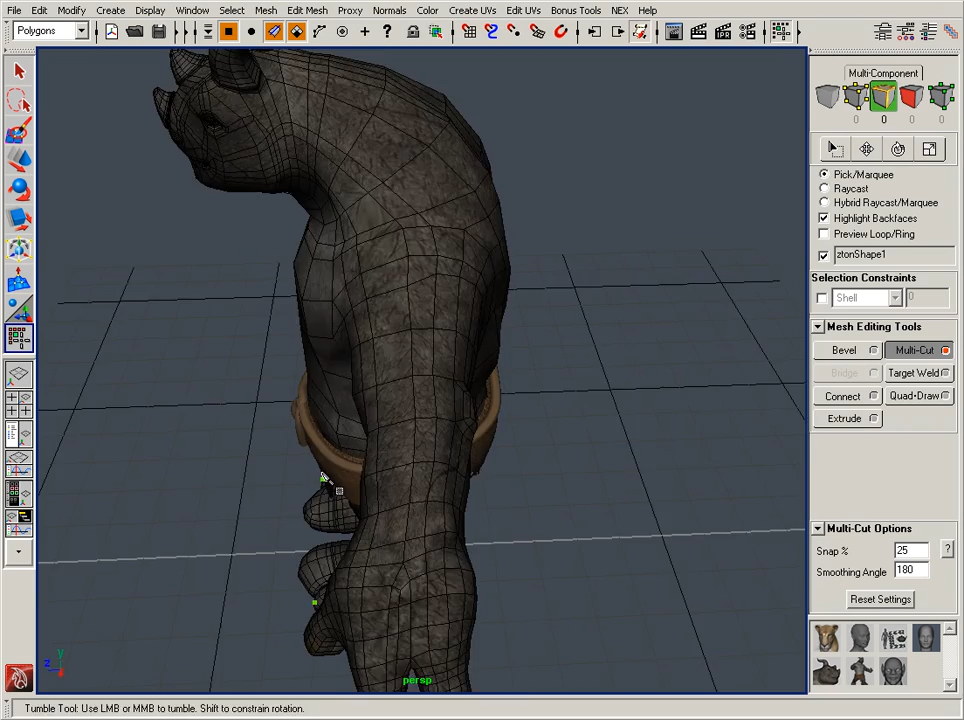 File Edit Modify Create Display Window Select Mesh Edit Mesh Proxy Normals Color Create UVs Edit UVs Bonus Tools NEX Help
Polygons
Multi-Component
0 0 0 0
Pick/Marquee
Raycast
Hybrid Raycast/Marquee
Highlight Backfaces
Preview Loop/Ring
ztonShape1
Selection Constraints
Shell 0
Mesh Editing Tools
Bevel Multi-Cut
Bridge Target Weld
Connect Quad-Draw
Extrude
Multi-Cut Options
Snap % 25 ?
Smoothing Angle 180
Reset Settings
y
z
persp
Tumble Tool: Use LMB or MMB to tumble. Shift to constrain rotation.